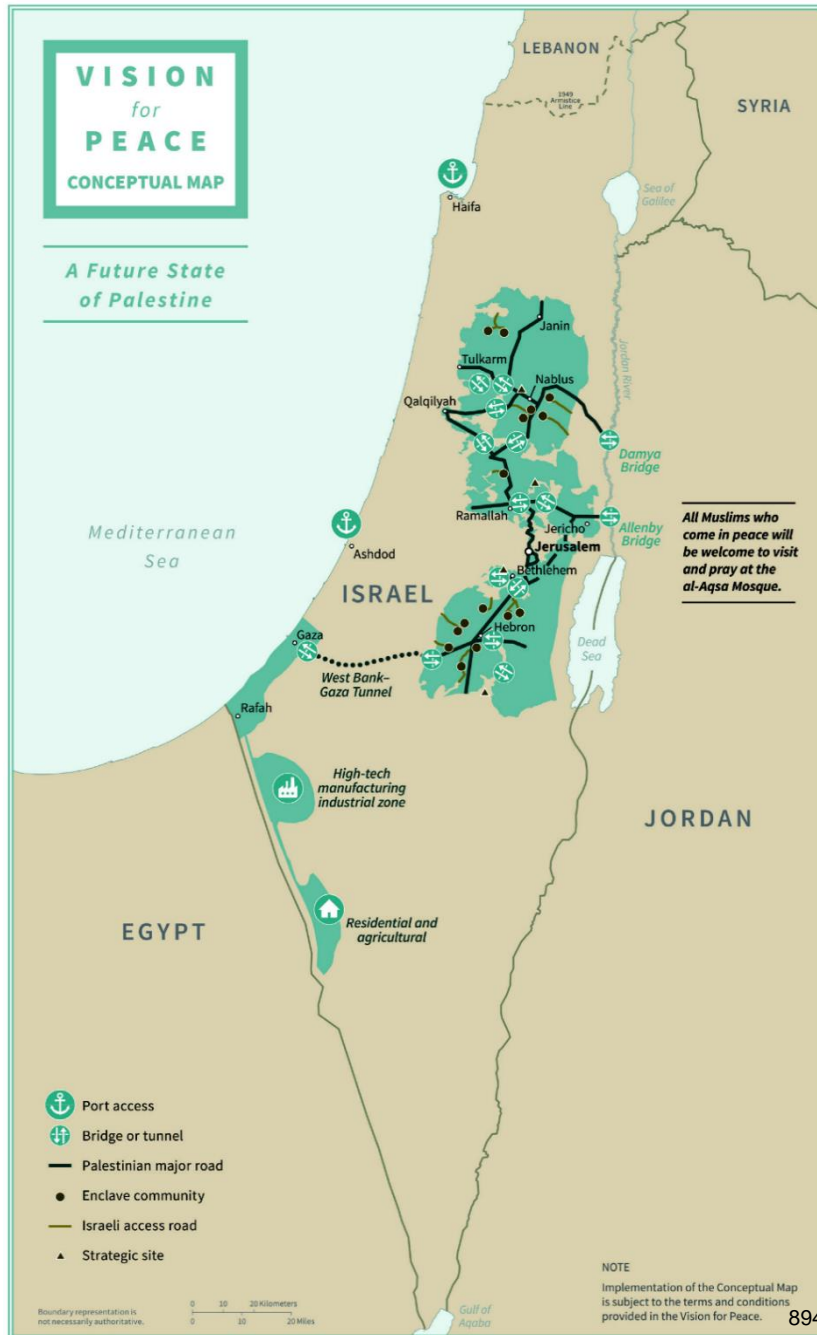 VISION
for
PEACE
CONCEPTUAL MAP
A Future State
of Palestine
LEBANON
1949
Armistice
Line
SYRIA
Haifa
Sea of
Galilee
Janin
Tulkarm
Nablus
Jordan River
Qalqilyah
Damya
Bridge
Ramallah
Jericho
Allenby
Bridge
All Muslims who
come in peace will
be welcome to visit
and pray at the
al-Aqsa Mosque.
Mediterranean
Sea
Ashdod
Jerusalem
Bethlehem
ISRAEL
Hebron
Dead
Sea
Gaza
West Bank–
Gaza Tunnel
Rafah
High-tech
manufacturing
industrial zone
JORDAN
EGYPT
Residential and
agricultural
Port access
Bridge or tunnel
Palestinian major road
Enclave community
Israeli access road
Strategic site
Boundary representation is
not necessarily authoritative.
0 10 20 Kilometers
0 10 20 Miles
Gulf of
Aqaba
NOTE
Implementation of the Conceptual Map
is subject to the terms and conditions
provided in the Vision for Peace.
894